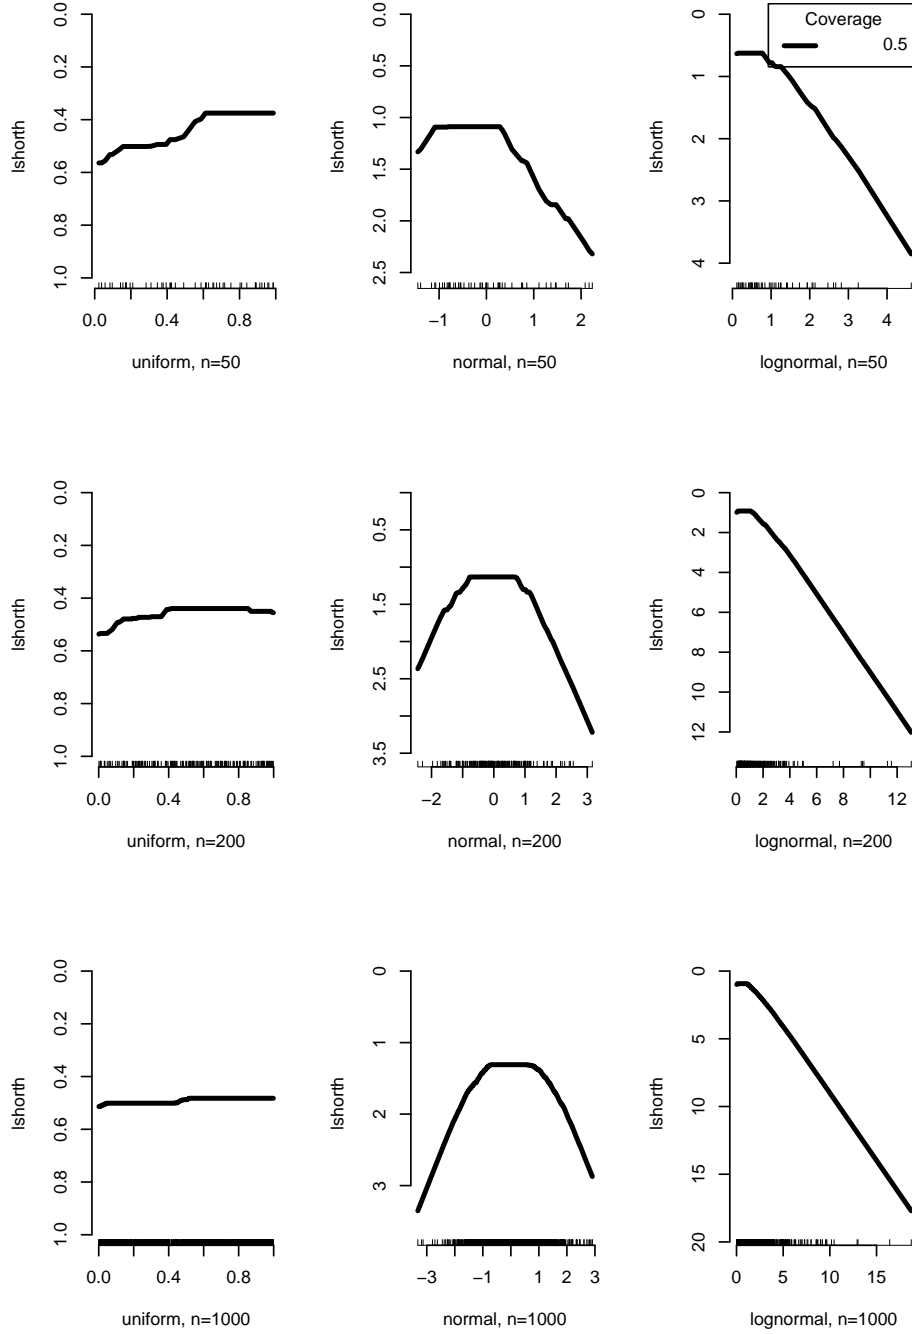 0.0 0.2 0.4 0.6 0.8 1.0
lshorth
0.0 0.4 0.8
uniform, n=50
0.0 0.5 1.0 1.5 2.0 2.5
lshorth
−1 0 1 2
normal, n=50
0 1 2 3 4
lshorth
Coverage
0.5
0 1 2 3 4
lognormal, n=50
0.0 0.2 0.4 0.6 0.8 1.0
lshorth
0.0 0.4 0.8
uniform, n=200
0.5 1.5 2.5 3.5
lshorth
−2 0 1 2 3
normal, n=200
0 2 4 6 8 10 12
lshorth
0 2 4 6 8 12
lognormal, n=200
0.0 0.2 0.4 0.6 0.8 1.0
lshorth
0.0 0.4 0.8
uniform, n=1000
0 1 2 3
lshorth
−3 −1 0 1 2 3
normal, n=1000
0 5 10 15 20
lshorth
0 5 10 15
lognormal, n=1000